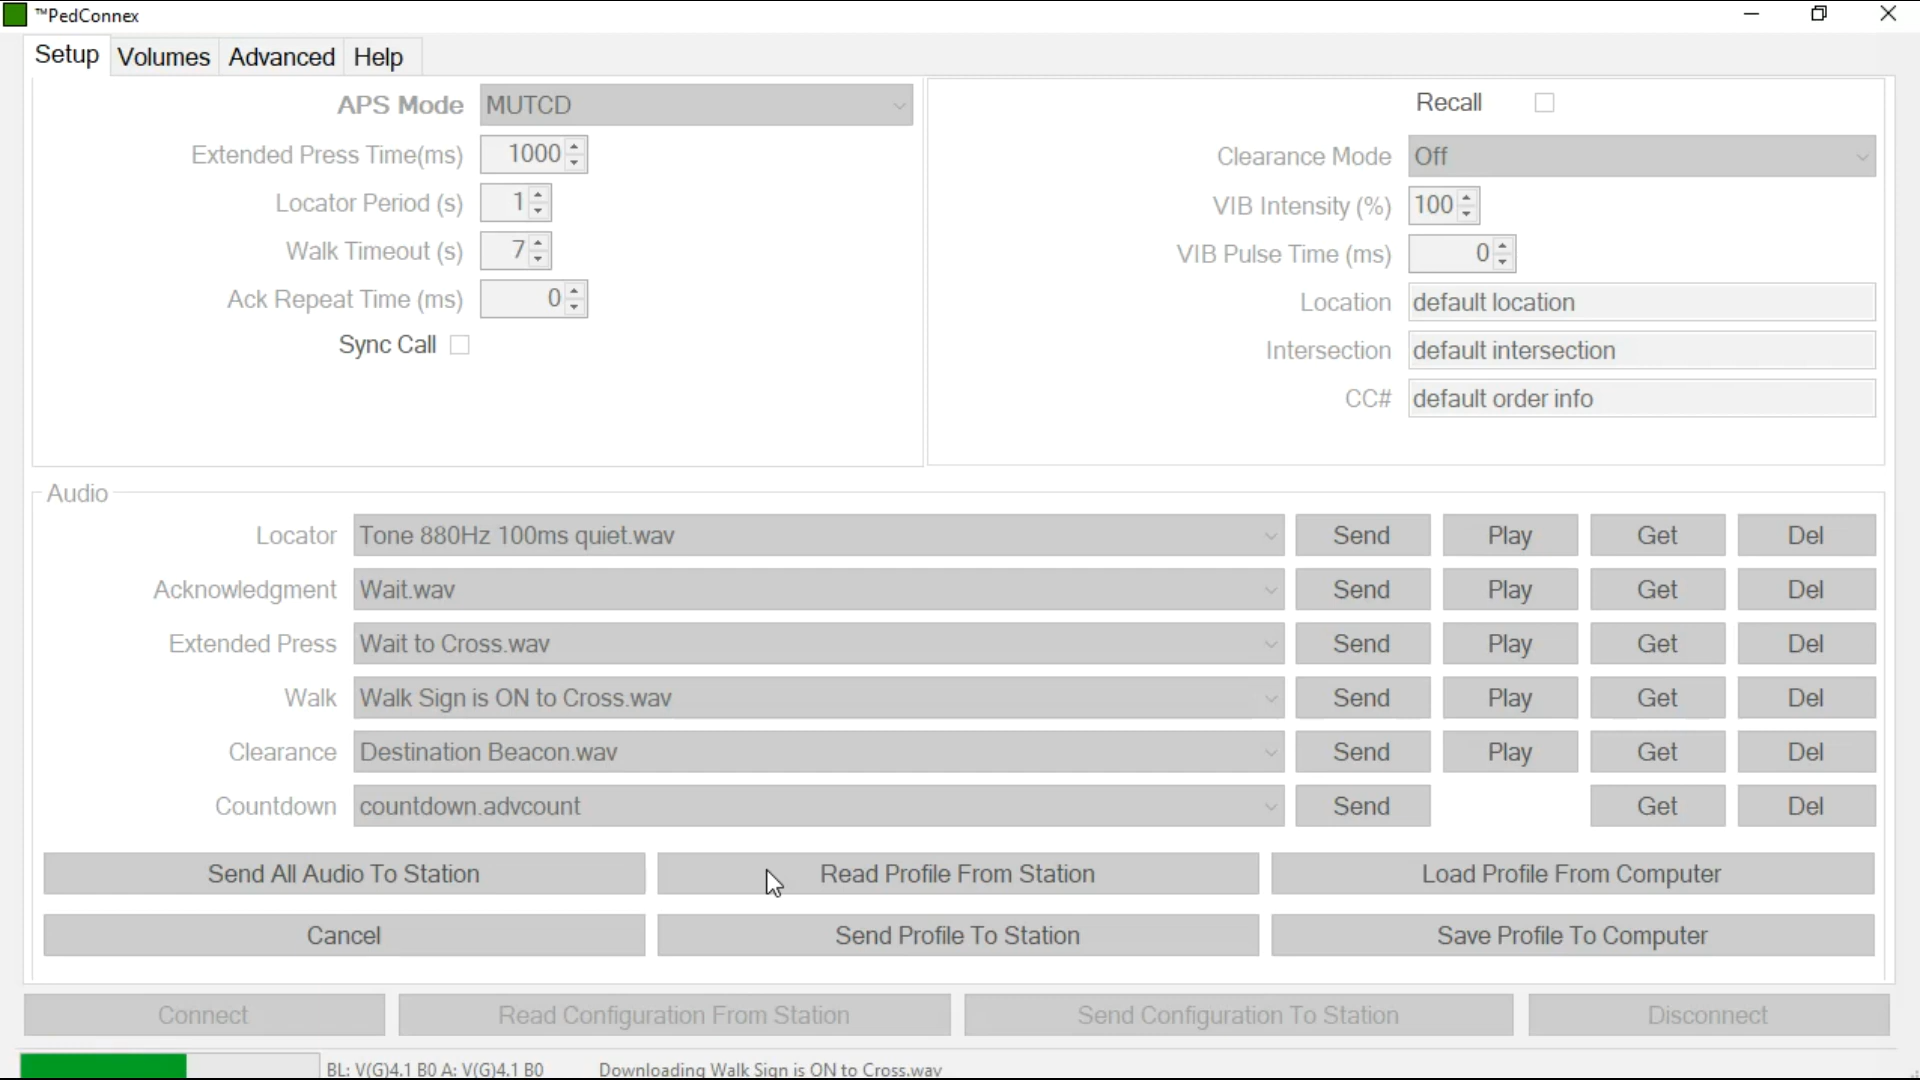 ™PedConnex
Setup Volumes Advanced Help
APS Mode MUTCD
Extended Press Time(ms) 1000
Locator Period (s) 1
Walk Timeout (s) 7
Ack Repeat Time (ms) 0
Sync Call
Recall
Clearance Mode Off
VIB Intensity (%) 100
VIB Pulse Time (ms) 0
Location default location
Intersection default intersection
CC# default order info
Audio
Locator Tone 880Hz 100ms quiet.wav Send Play Get Del
Acknowledgment Wait.wav Send Play Get Del
Extended Press Wait to Cross.wav Send Play Get Del
Walk Walk Sign is ON to Cross.wav Send Play Get Del
Clearance Destination Beacon.wav Send Play Get Del
Countdown countdown.advcount Send Get Del
Send All Audio To Station Read Profile From Station Load Profile From Computer
Cancel Send Profile To Station Save Profile To Computer
Connect Read Configuration From Station Send Configuration To Station Disconnect
BL: V(G)4.1 B0 A: V(G)4.1 B0 Downloading Walk Sign is ON to Cross.wav